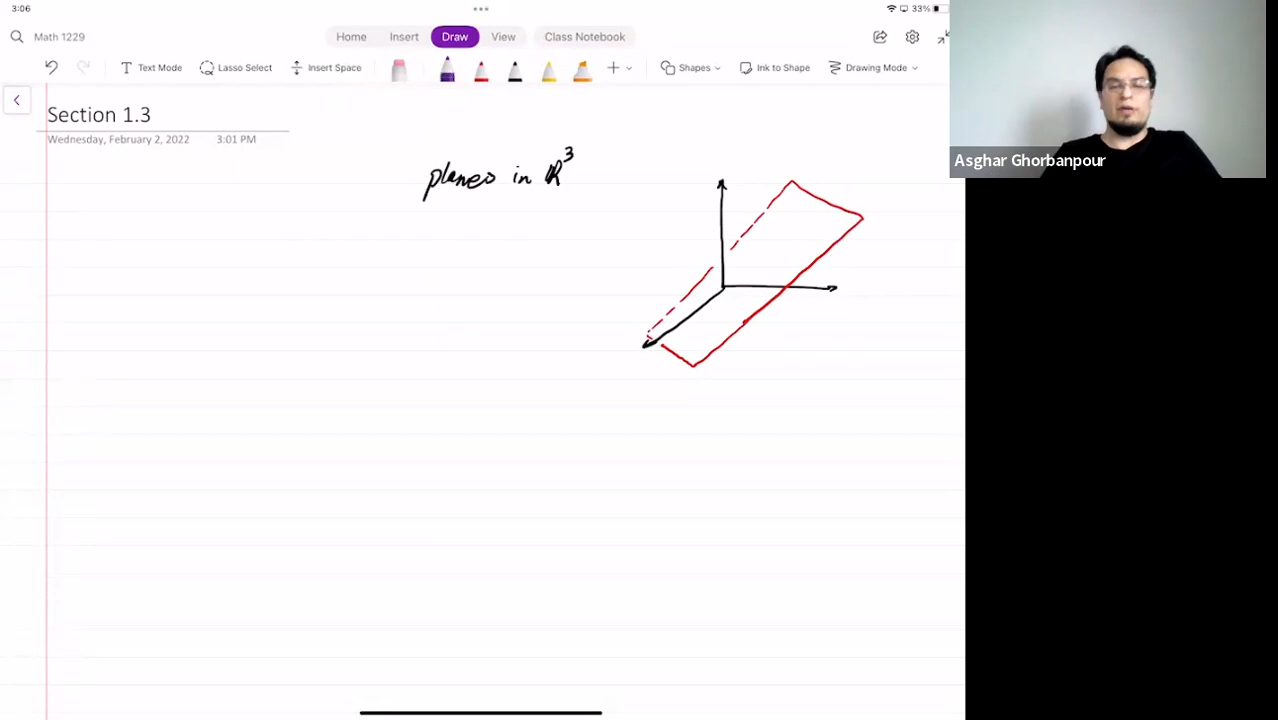 3:06
33%
Math 1229
Home Insert Draw View Class Notebook
Text Mode Lasso Select Insert Space Shapes Ink to Shape Drawing Mode
Section 1.3
Wednesday, February 2, 2022 3:01 PM
planes in ℝ³
Asghar Ghorbanpour